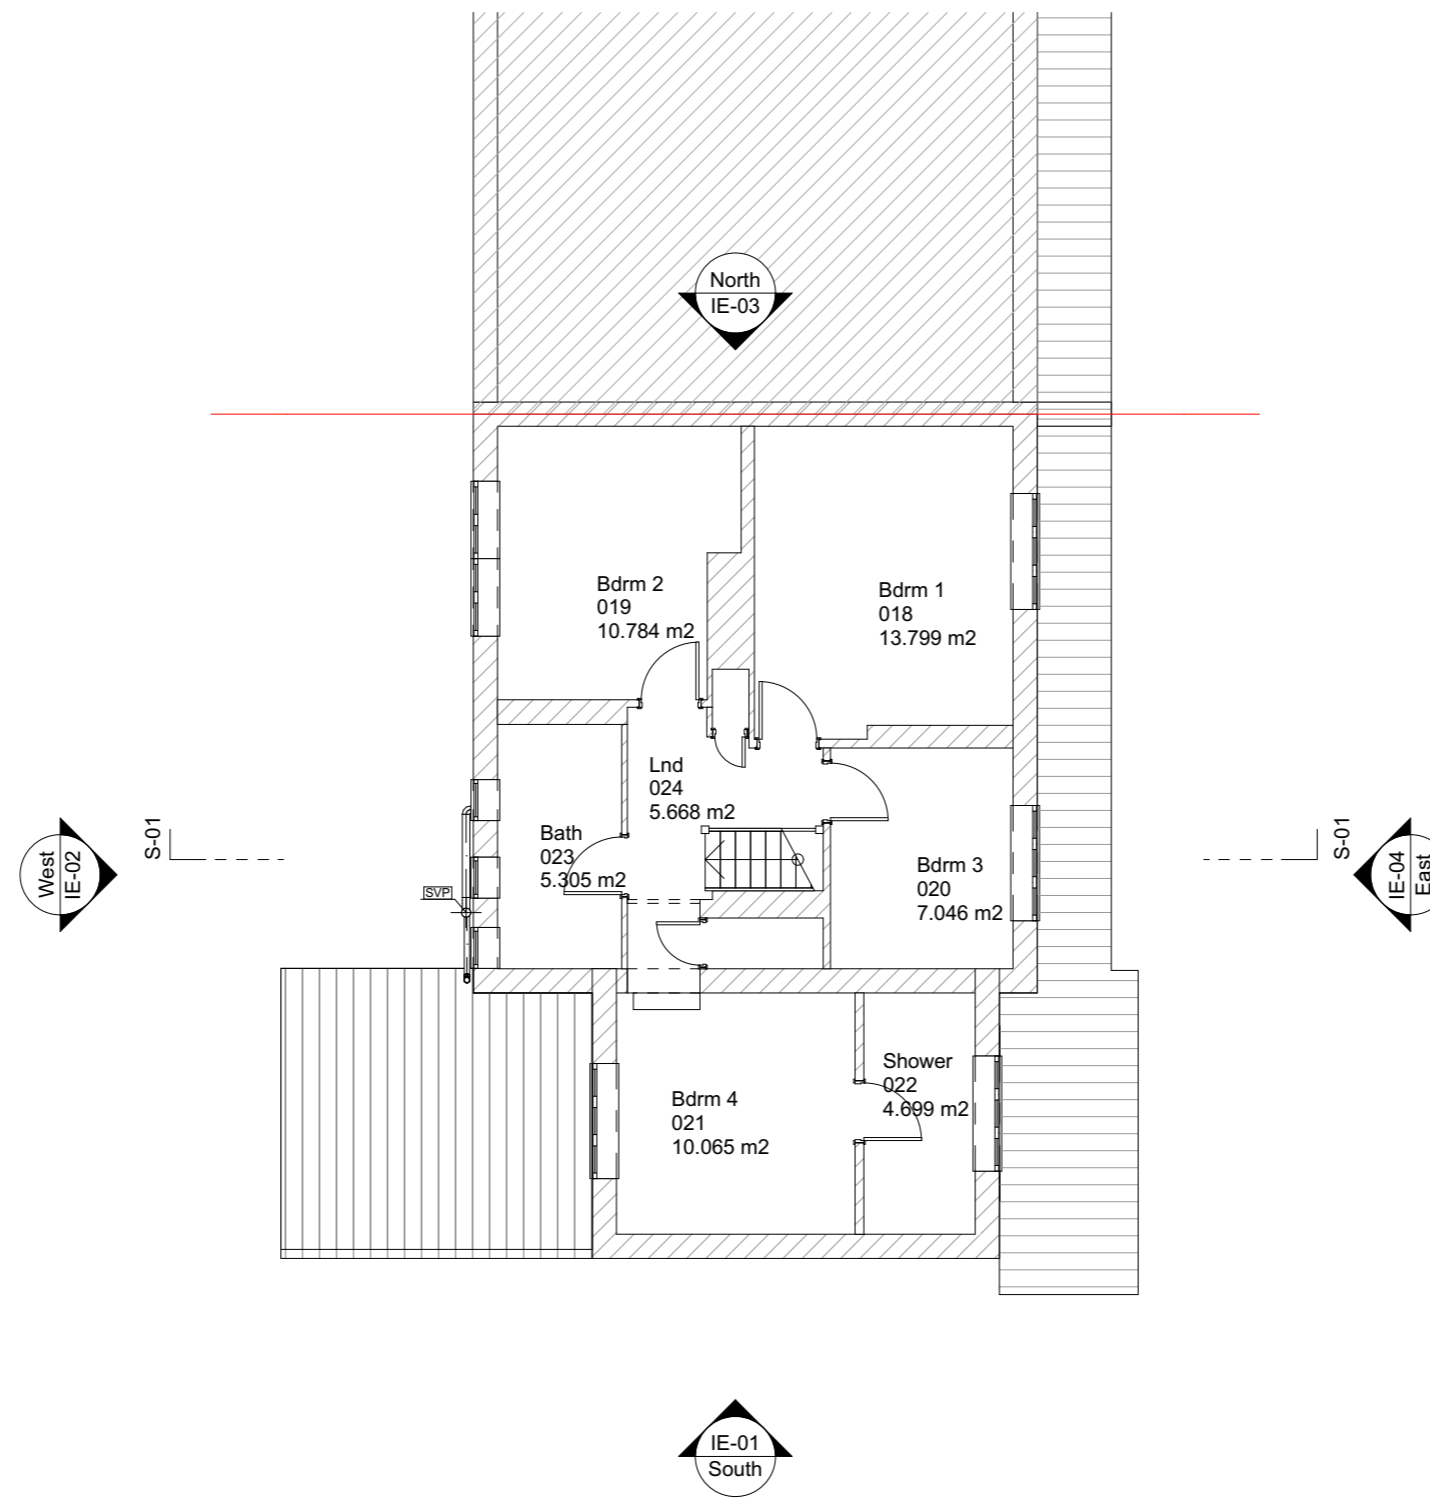 North
IE-03
Bdrm 2
019
10.784 m2
Bdrm 1
018
13.799 m2
Lnd
024
5.668 m2
Bath
023
5.305 m2
Bdrm 3
020
7.046 m2
S-01
S-01
West
IE-02
IE-04
East
SVP
Shower
022
4.699 m2
Bdrm 4
021
10.065 m2
IE-01
South